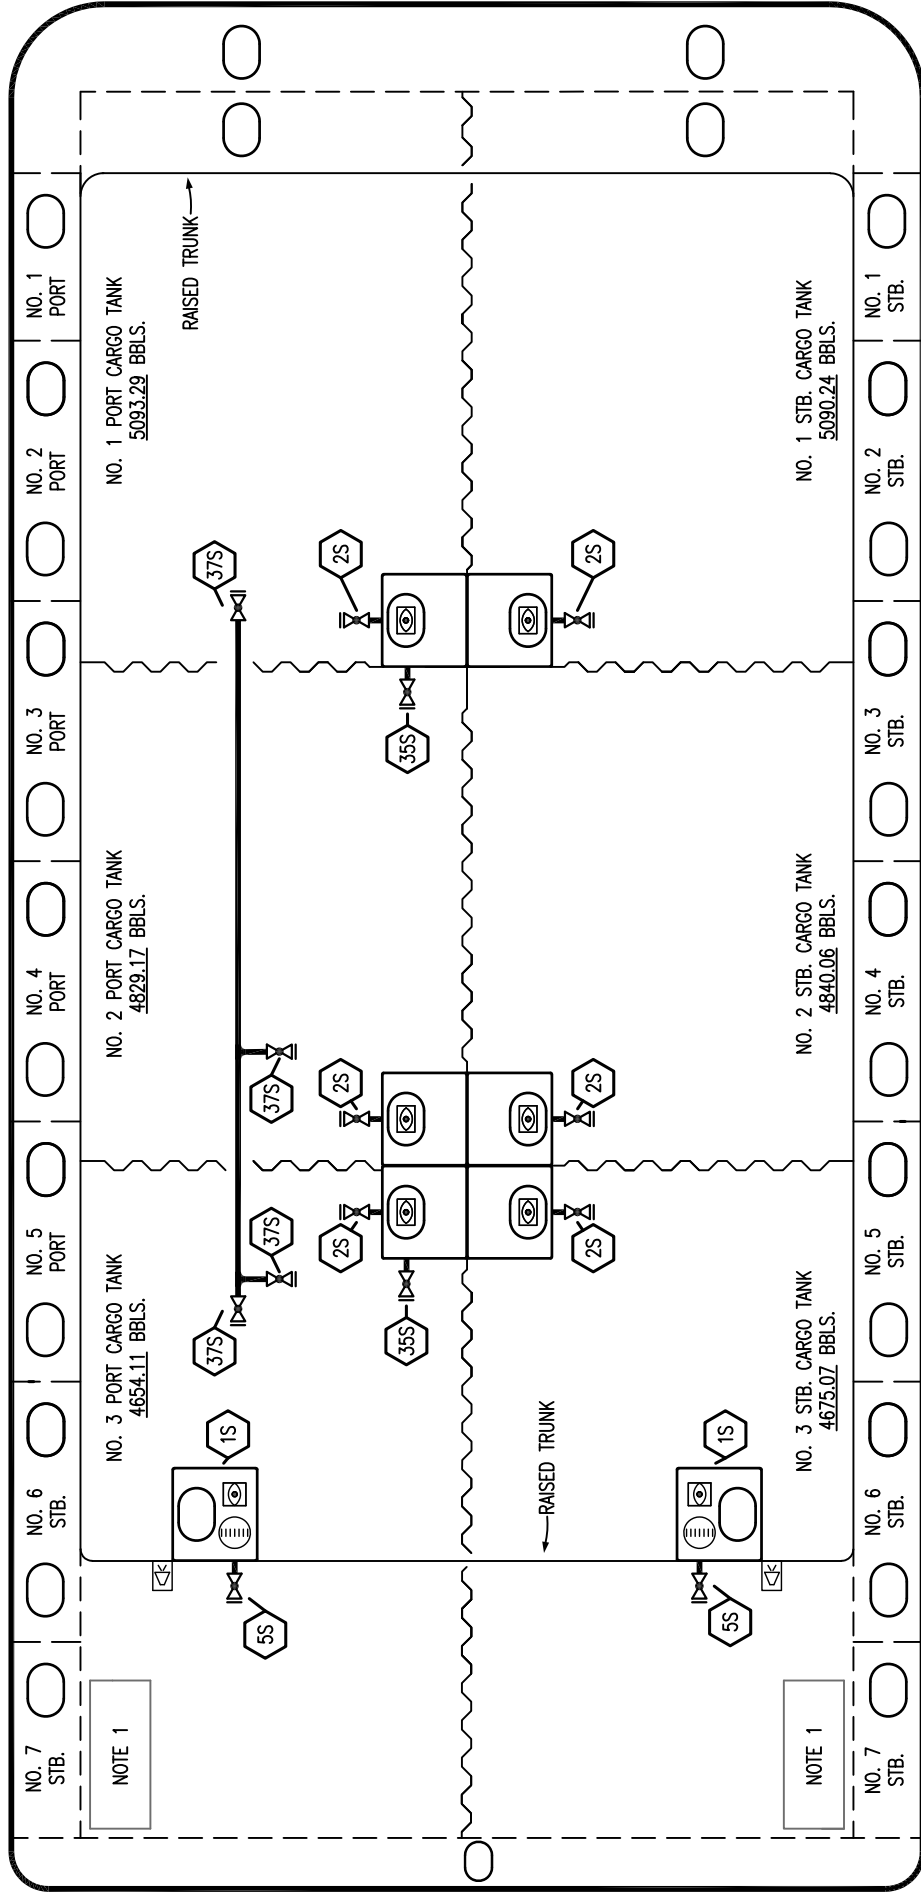 NO. 1
PORT
NO. 2
PORT
NO. 3
PORT
NO. 4
PORT
NO. 5
PORT
NO. 6
STB.
NO. 7
STB.
RAISED TRUNK
NO. 1 PORT CARGO TANK
5093.29 BBLS.
NO. 2 PORT CARGO TANK
4829.17 BBLS.
NO. 3 PORT CARGO TANK
4654.11 BBLS.
37S
37S
37S
37S
2S
2S
2S
35S
35S
2S
2S
2S
1S
5S
1S
5S
RAISED TRUNK
NOTE 1
NOTE 1
NO. 1 STB. CARGO TANK
5090.24 BBLS.
NO. 2 STB. CARGO TANK
4840.06 BBLS.
NO. 3 STB. CARGO TANK
4675.07 BBLS.
NO. 1
STB.
NO. 2
STB.
NO. 3
STB.
NO. 4
STB.
NO. 5
STB.
NO. 6
STB.
NO. 7
STB.